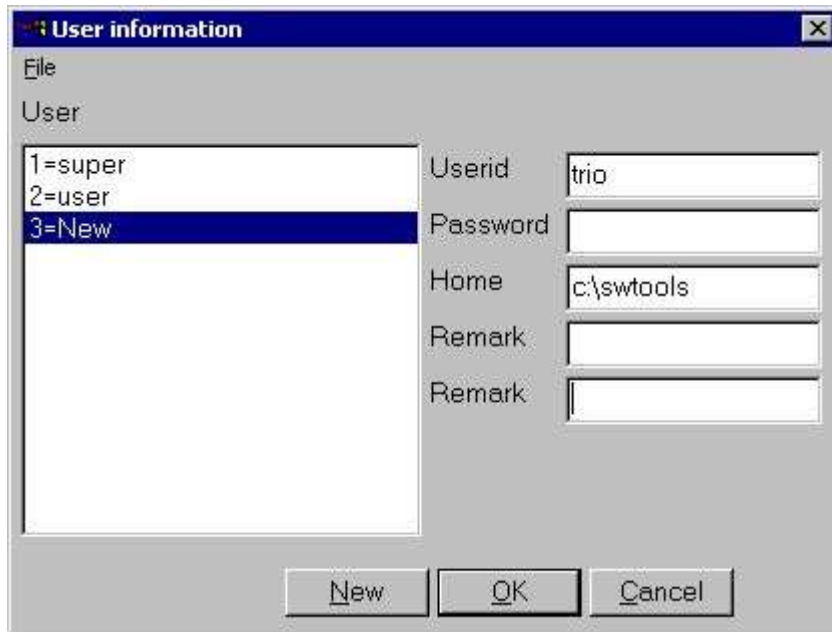 User information
File
User
1=super
2=user
3=New
Userid trio
Password
Home c:\swtools
Remark
Remark
New OK Cancel